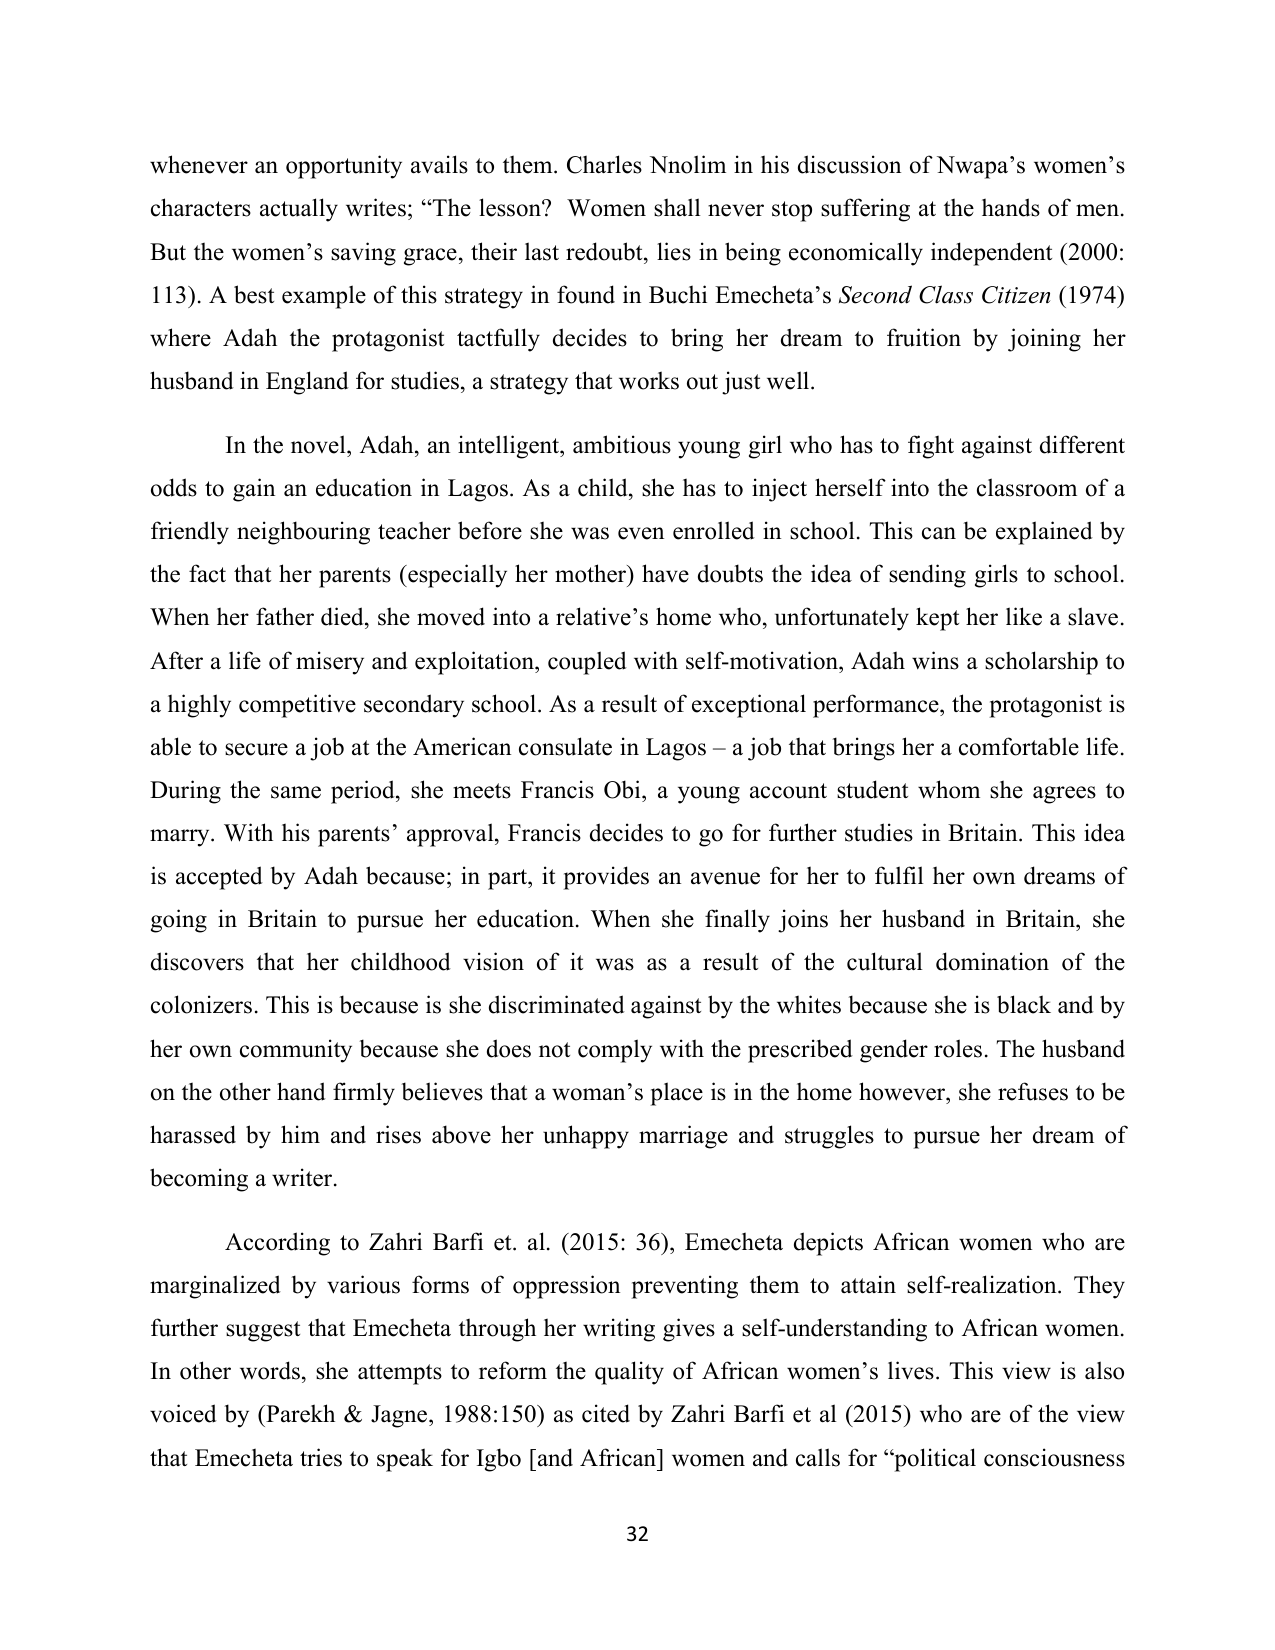 whenever an opportunity avails to them. Charles Nnolim in his discussion of Nwapa’s women’s
characters actually writes; “The lesson?  Women shall never stop suffering at the hands of men.
But the women’s saving grace, their last redoubt, lies in being economically independent (2000:
113). A best example of this strategy in found in Buchi Emecheta’s Second Class Citizen (1974)
where Adah the protagonist tactfully decides to bring her dream to fruition by joining her
husband in England for studies, a strategy that works out just well.
In the novel, Adah, an intelligent, ambitious young girl who has to fight against different
odds to gain an education in Lagos. As a child, she has to inject herself into the classroom of a
friendly neighbouring teacher before she was even enrolled in school. This can be explained by
the fact that her parents (especially her mother) have doubts the idea of sending girls to school.
When her father died, she moved into a relative’s home who, unfortunately kept her like a slave.
After a life of misery and exploitation, coupled with self-motivation, Adah wins a scholarship to
a highly competitive secondary school. As a result of exceptional performance, the protagonist is
able to secure a job at the American consulate in Lagos – a job that brings her a comfortable life.
During the same period, she meets Francis Obi, a young account student whom she agrees to
marry. With his parents’ approval, Francis decides to go for further studies in Britain. This idea
is accepted by Adah because; in part, it provides an avenue for her to fulfil her own dreams of
going in Britain to pursue her education. When she finally joins her husband in Britain, she
discovers that her childhood vision of it was as a result of the cultural domination of the
colonizers. This is because is she discriminated against by the whites because she is black and by
her own community because she does not comply with the prescribed gender roles. The husband
on the other hand firmly believes that a woman’s place is in the home however, she refuses to be
harassed by him and rises above her unhappy marriage and struggles to pursue her dream of
becoming a writer.
According to Zahri Barfi et. al. (2015: 36), Emecheta depicts African women who are
marginalized by various forms of oppression preventing them to attain self-realization. They
further suggest that Emecheta through her writing gives a self-understanding to African women.
In other words, she attempts to reform the quality of African women’s lives. This view is also
voiced by (Parekh & Jagne, 1988:150) as cited by Zahri Barfi et al (2015) who are of the view
that Emecheta tries to speak for Igbo [and African] women and calls for “political consciousness
32